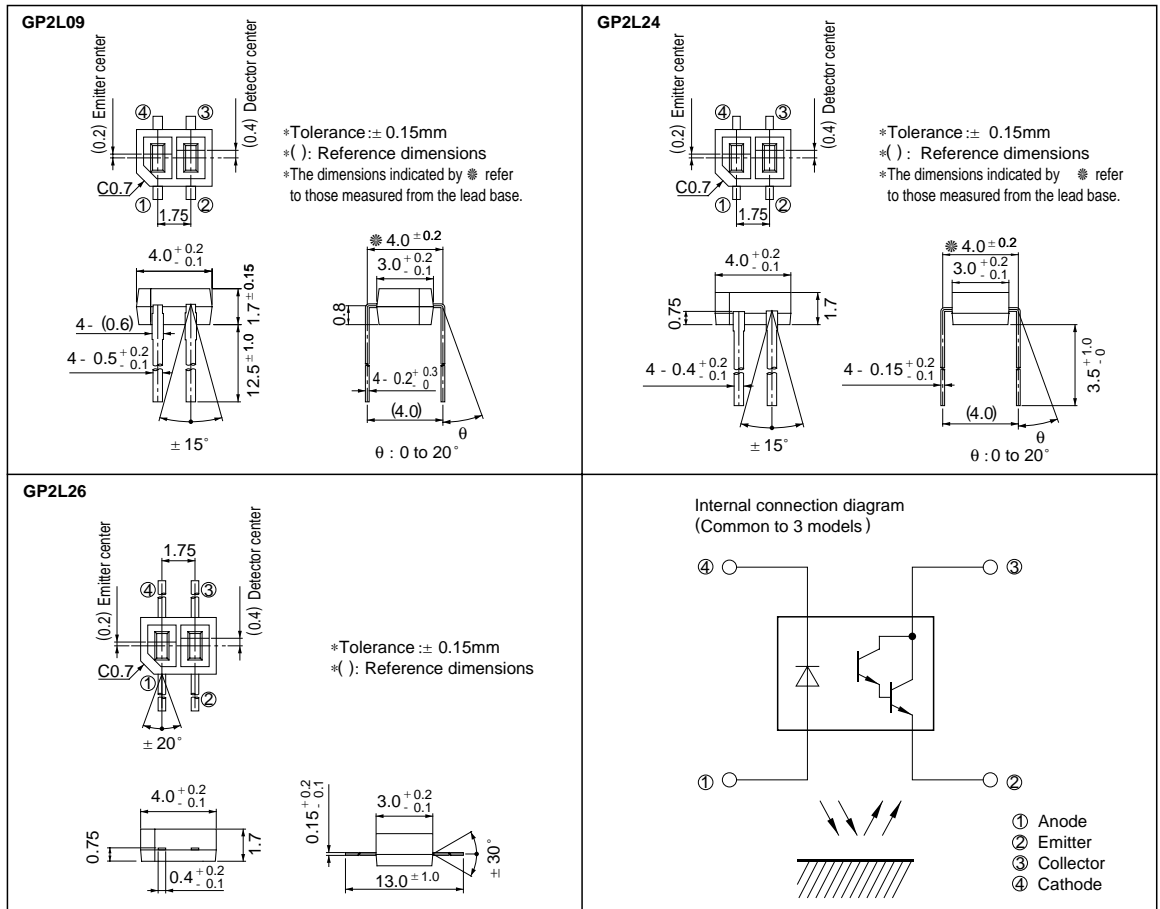 GP2L09
(0.2) Emitter center
(0.4) Detector center
④
③
C0.7
①
②
1.75
*Tolerance :± 0.15mm
*( ): Reference dimensions
*The dimensions indicated by ❋ refer
to those measured from the lead base.
4.0 +0.2 -0.1
1.7 ±0.15
4 - (0.6)
4 - 0.5 +0.2 -0.1
12.5 ±1.0
±15°
❋ 4.0 ±0.2
3.0 +0.2 -0.1
0.8
4 - 0.2 +0.3 -0
(4.0)
θ
θ : 0 to 20°
GP2L24
(0.2) Emitter center
(0.4) Detector center
④
③
C0.7
①
②
1.75
*Tolerance :± 0.15mm
*( ): Reference dimensions
*The dimensions indicated by ❋ refer
to those measured from the lead base.
4.0 +0.2 -0.1
0.75
1.7
4 - 0.4 +0.2 -0.1
±15°
❋ 4.0 ±0.2
3.0 +0.2 -0.1
4 - 0.15 +0.2 -0.1
3.5 +1.0 -0
(4.0)
θ
θ : 0 to 20°
GP2L26
(0.2) Emitter center
(0.4) Detector center
1.75
④
③
C0.7
①
②
±20°
*Tolerance :± 0.15mm
*( ): Reference dimensions
4.0 +0.2 -0.1
0.75
1.7
0.4 +0.2 -0.1
0.15 +0.2 -0.1
3.0 +0.2 -0.1
±30°
13.0 ±1.0
Internal connection diagram
(Common to 3 models)
④
③
①
②
① Anode
② Emitter
③ Collector
④ Cathode